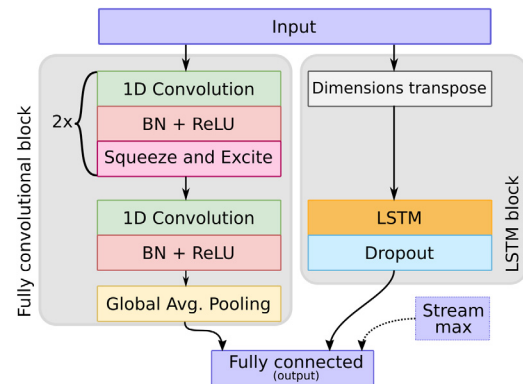 Input
Fully convolutional block
2x
1D Convolution
BN + ReLU
Squeeze and Excite
1D Convolution
BN + ReLU
Global Avg. Pooling
Dimensions transpose
LSTM
Dropout
LSTM block
Stream
max
Fully connected
(output)